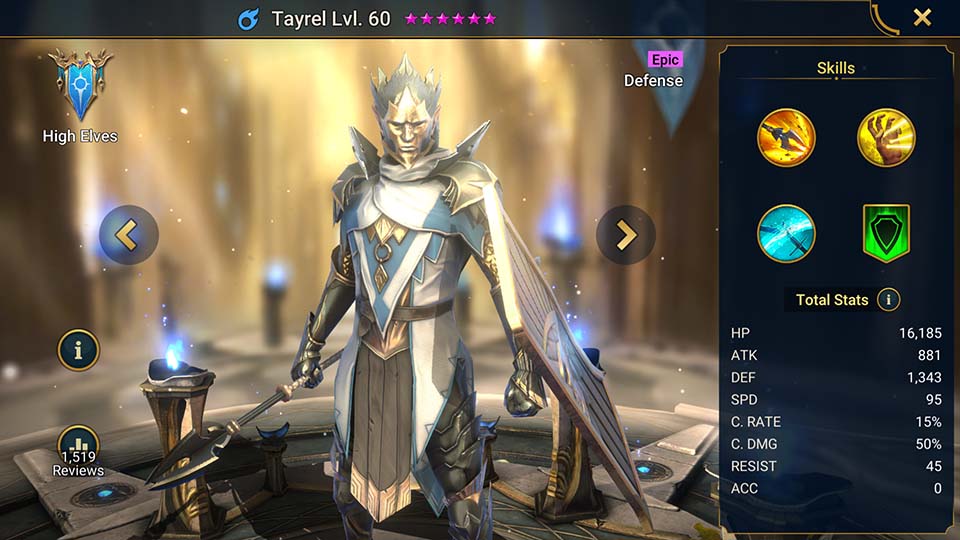 Tayrel Lvl. 60
High Elves
Epic
Defense
1,519
Reviews
Skills
Total Stats
HP 16,185
ATK 881
DEF 1,343
SPD 95
C. RATE 15%
C. DMG 50%
RESIST 45
ACC 0